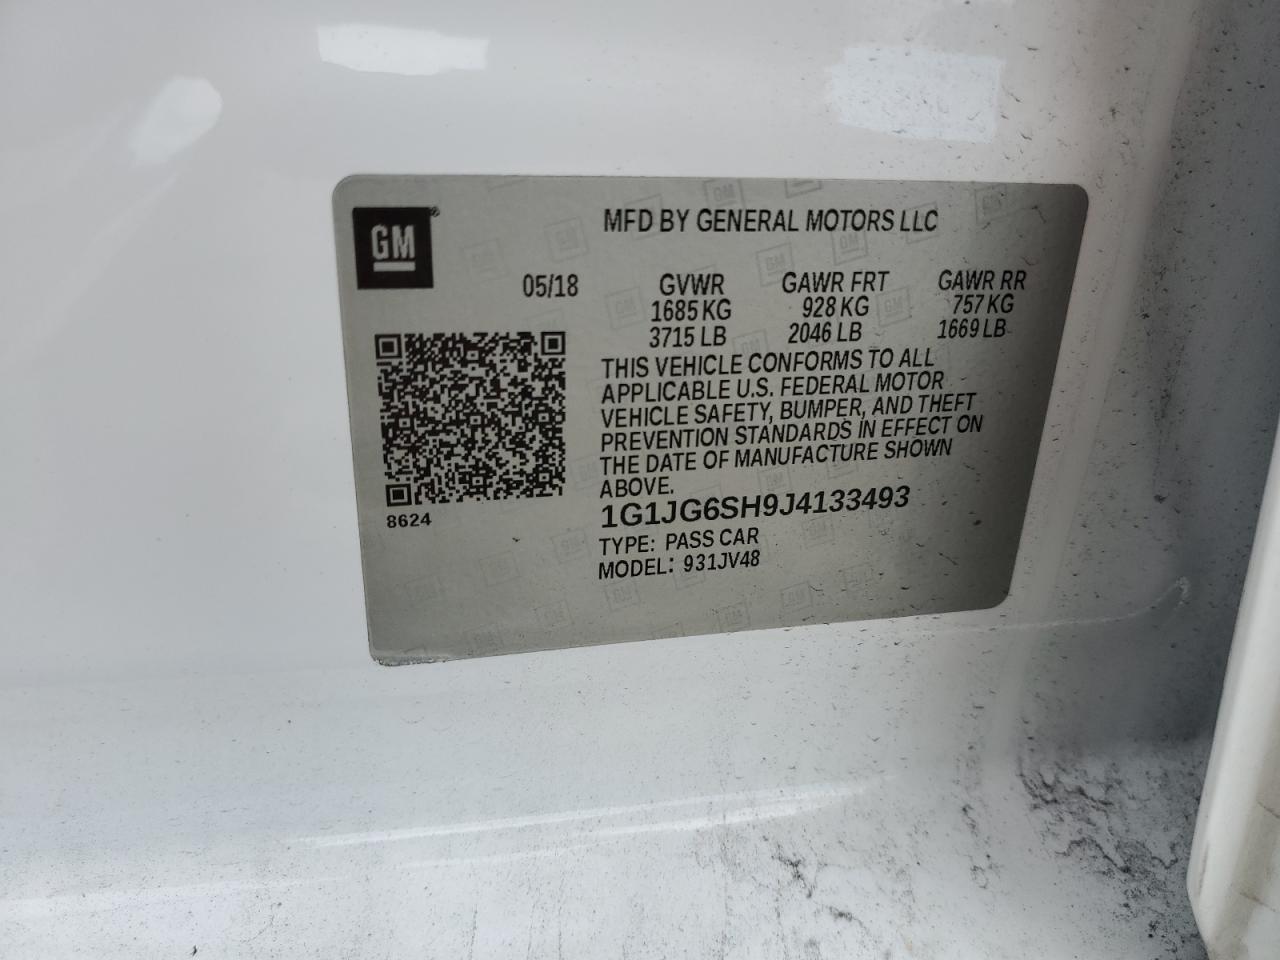 GM®
MFD BY GENERAL MOTORS LLC
05/18 GVWR GAWR FRT GAWR RR
1685 KG 928 KG 757 KG
3715 LB 2046 LB 1669 LB
THIS VEHICLE CONFORMS TO ALL
APPLICABLE U.S. FEDERAL MOTOR
VEHICLE SAFETY, BUMPER, AND THEFT
PREVENTION STANDARDS IN EFFECT ON
THE DATE OF MANUFACTURE SHOWN
ABOVE.
8624
1G1JG6SH9J4133493
TYPE: PASS CAR
MODEL: 931JV48